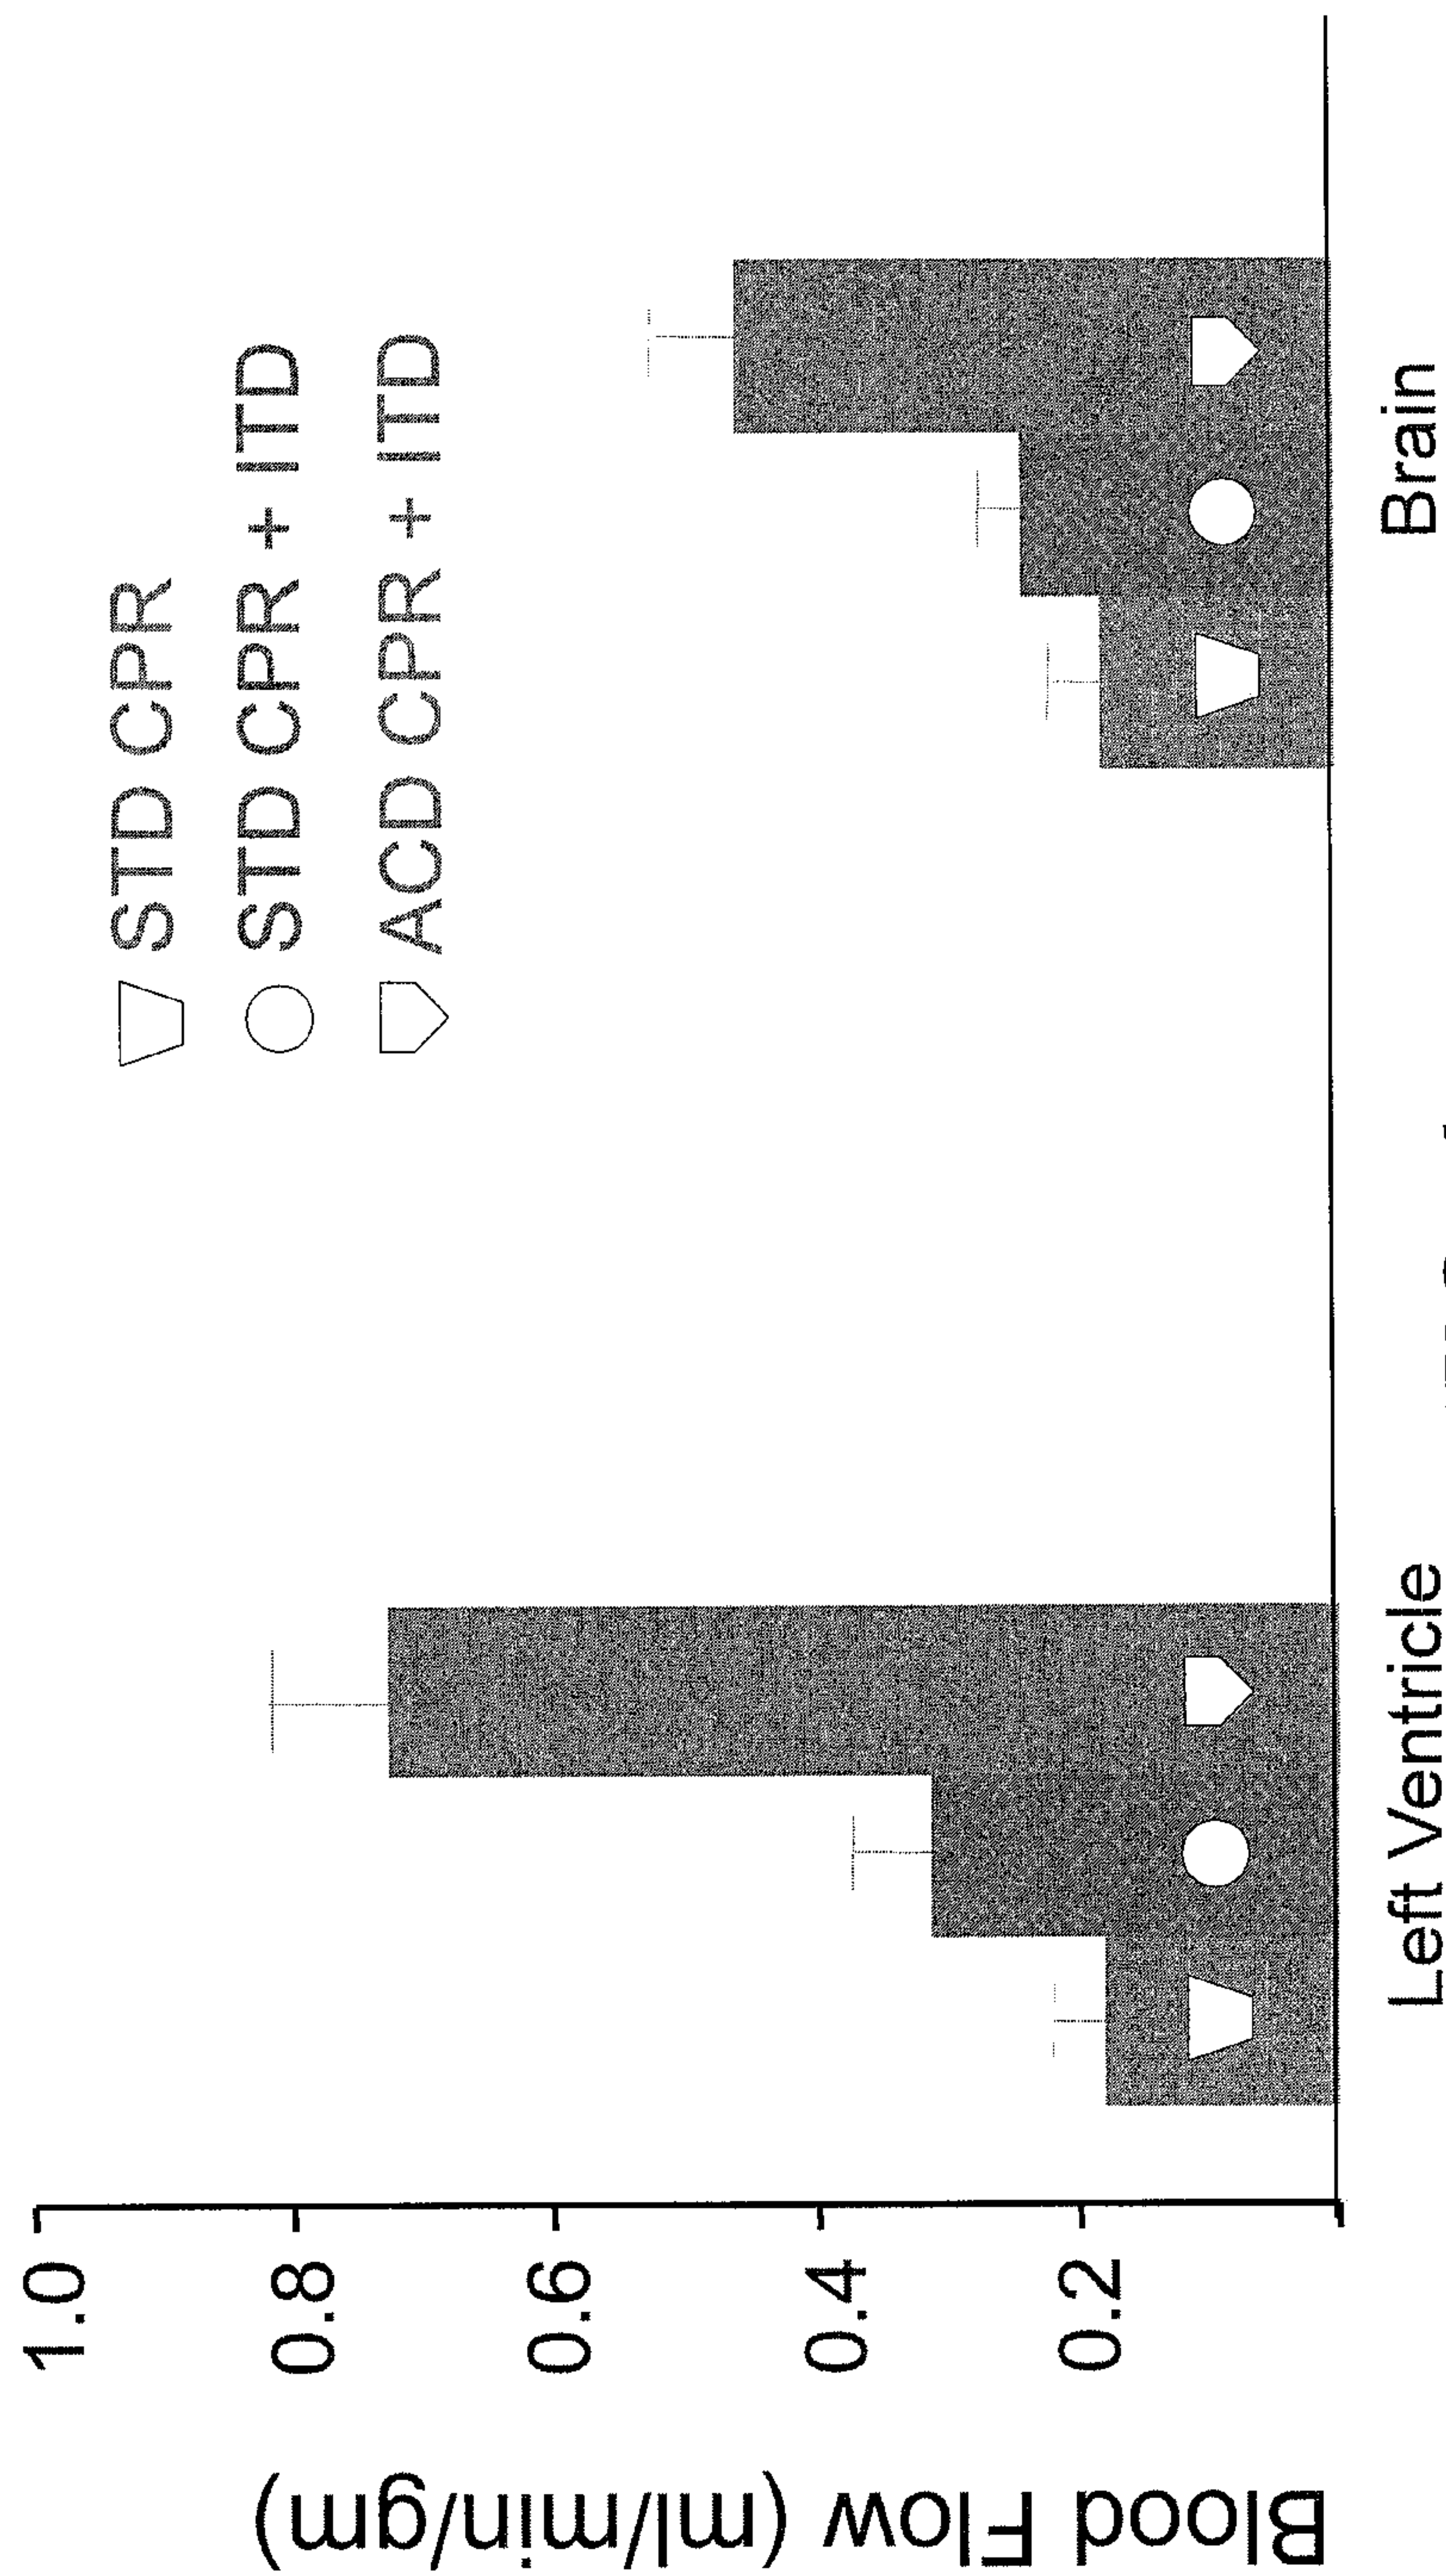 Blood Flow (ml/min/gm)
1.0
0.8
0.6
0.4
0.2
STD CPR
STD CPR + ITD
ACD CPR + ITD
Left Ventricle
Brain